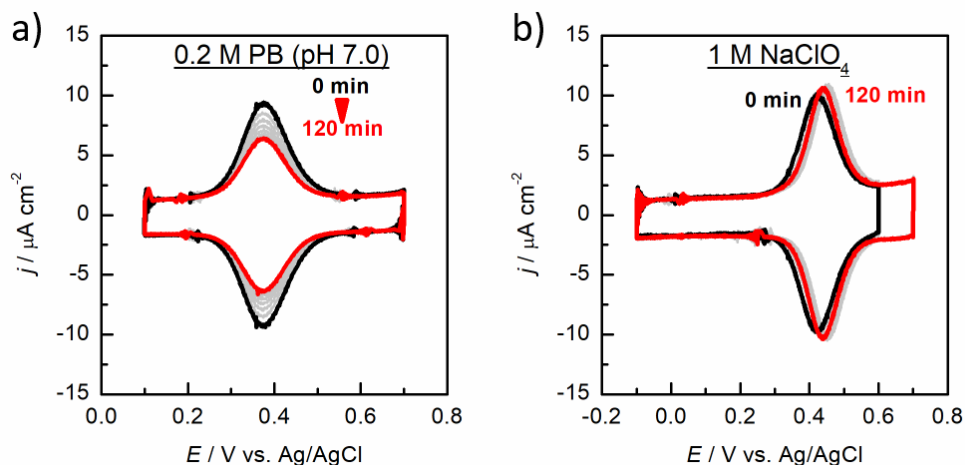 a)
0.2 M PB (pH 7.0)
0 min
120 min
15
10
5
0
-5
-10
-15
0.0 0.2 0.4 0.6 0.8
j / μA cm-2
E / V vs. Ag/AgCl
b)
1 M NaClO4
0 min
120 min
15
10
5
0
-5
-10
-15
-0.2 0.0 0.2 0.4 0.6 0.8
j / μA cm-2
E / V vs. Ag/AgCl